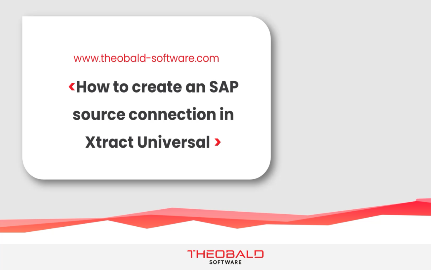 www.theobald-software.com
<How to create an SAP
source connection in
Xtract Universal >
THEOBALD
SOFTWARE